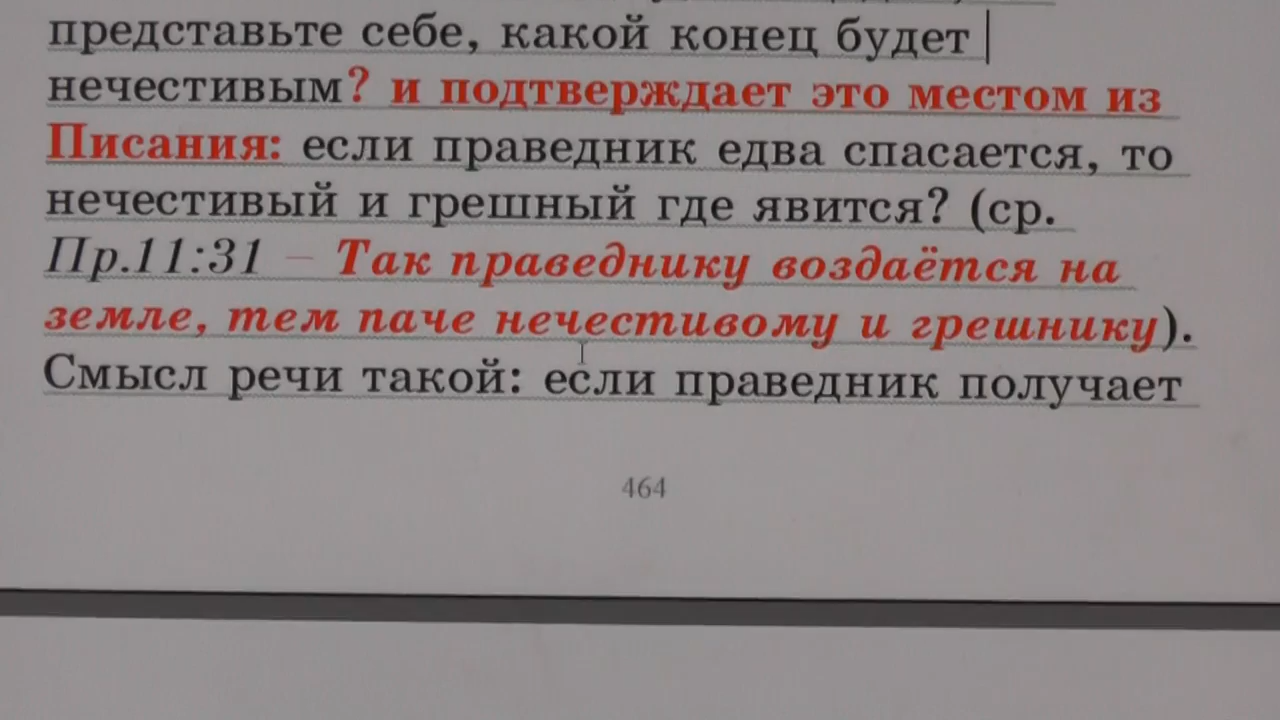 представьте себе, какой конец будет
нечестивым? и подтверждает это местом из
Писания: если праведник едва спасается, то
нечестивый и грешный где явится? (ср.
Пр.11:31 – Так праведнику воздаётся на
земле, тем паче нечестивому и грешнику).
Смысл речи такой: если праведник получает
464